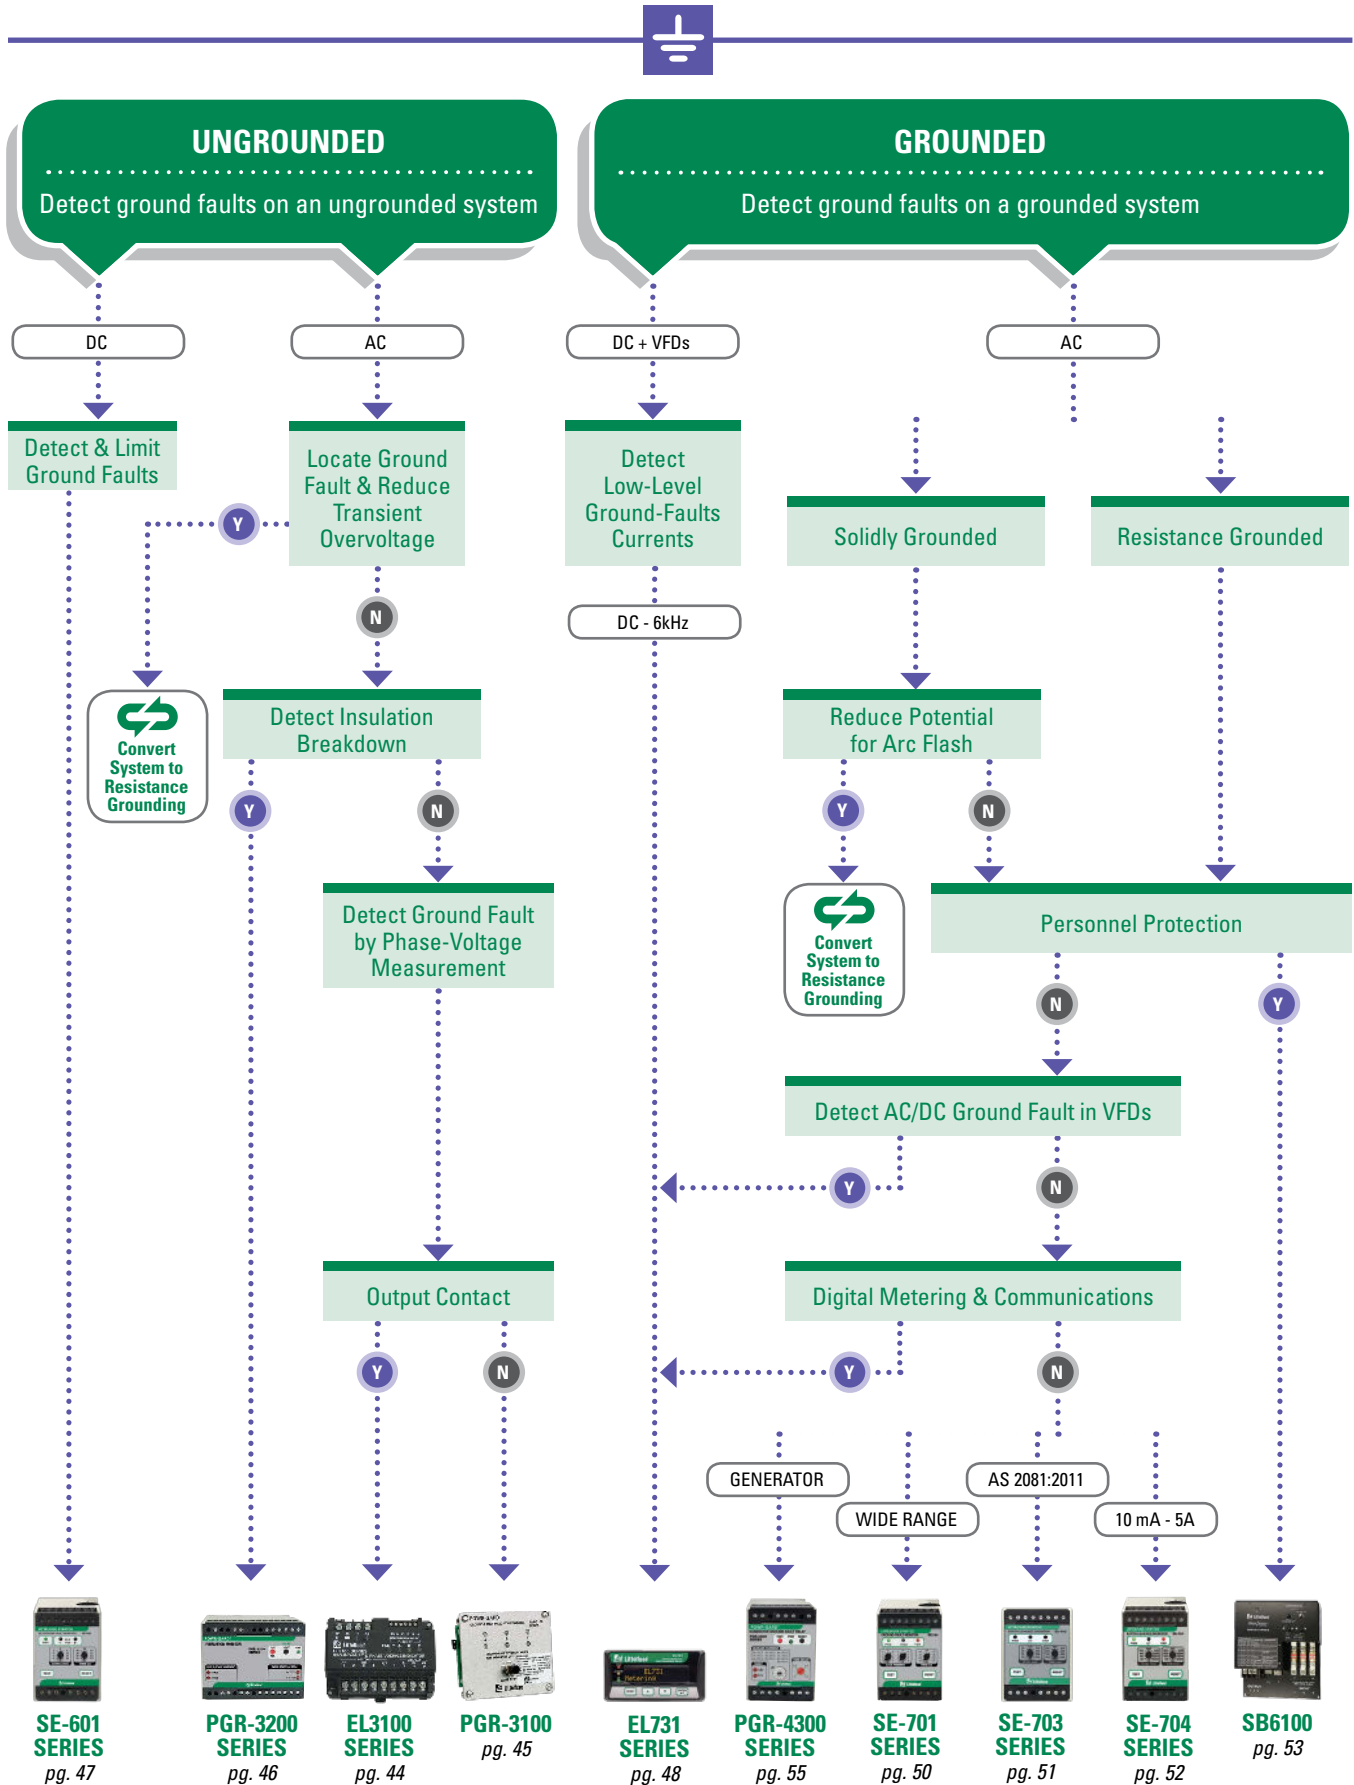 UNGROUNDED
Detect ground faults on an ungrounded system
GROUNDED
Detect ground faults on a grounded system
DC
AC
DC + VFDs
AC
Detect & Limit
Ground Faults
Locate Ground
Fault & Reduce
Transient
Overvoltage
Y
N
Detect
Low-Level
Ground-Faults
Currents
DC - 6kHz
Solidly Grounded
Resistance Grounded
Convert
System to
Resistance
Grounding
Detect Insulation
Breakdown
Y
N
Reduce Potential
for Arc Flash
Y
N
Detect Ground Fault
by Phase-Voltage
Measurement
Convert
System to
Resistance
Grounding
Personnel Protection
N
Y
Detect AC/DC Ground Fault in VFDs
Y
N
Output Contact
Y
N
Digital Metering & Communications
Y
N
GENERATOR
WIDE RANGE
AS 2081:2011
10 mA - 5A
SE-601
SERIES
pg. 47
PGR-3200
SERIES
pg. 46
EL3100
SERIES
pg. 44
PGR-3100
pg. 45
EL731
SERIES
pg. 48
PGR-4300
SERIES
pg. 55
SE-701
SERIES
pg. 50
SE-703
SERIES
pg. 51
SE-704
SERIES
pg. 52
SB6100
pg. 53